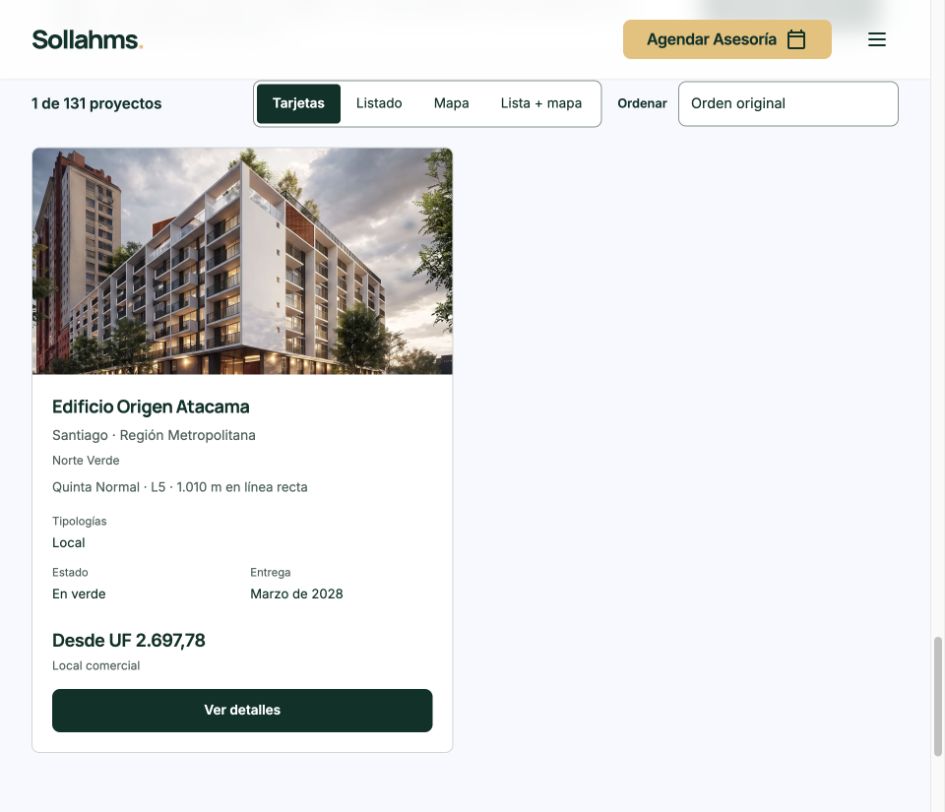 Sollahms.
Agendar Asesoría
1 de 131 proyectos
Tarjetas
Listado
Mapa
Lista + mapa
Ordenar
Orden original
Edificio Origen Atacama
Santiago · Región Metropolitana
Norte Verde
Quinta Normal · L5 · 1.010 m en línea recta
Tipologías
Local
Estado
Entrega
En verde
Marzo de 2028
Desde UF 2.697,78
Local comercial
Ver detalles